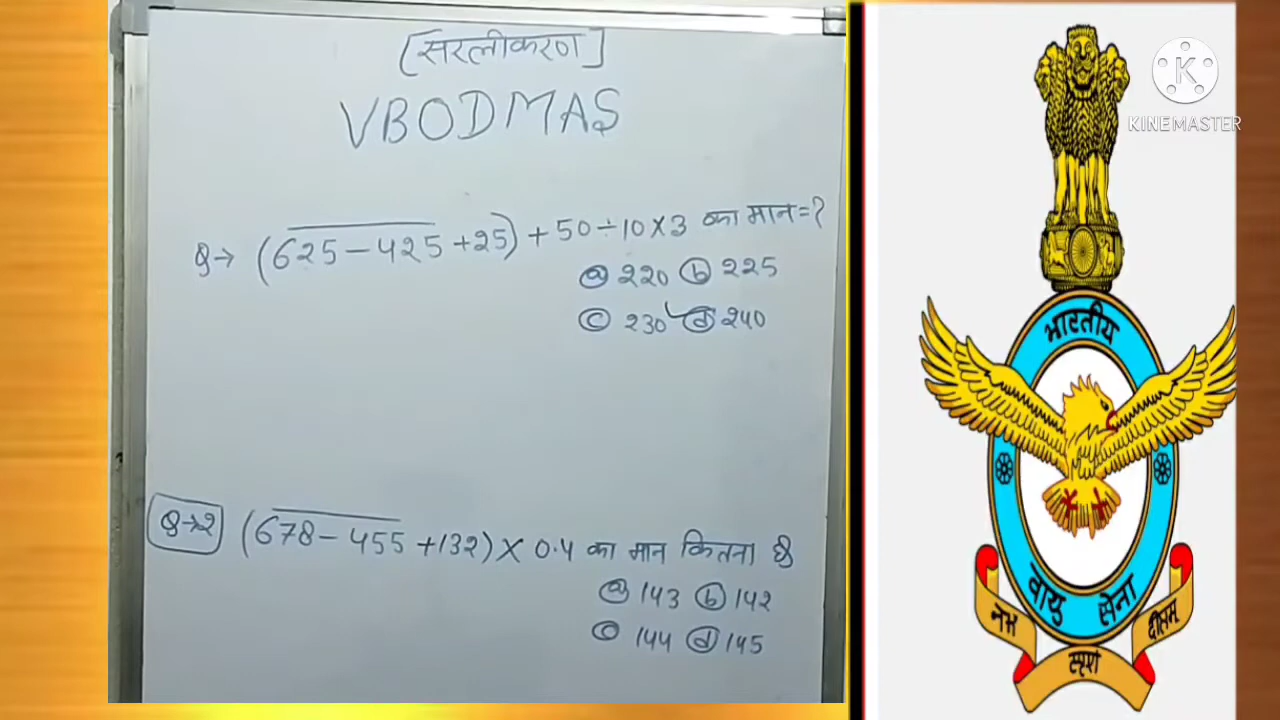 [सरलीकरण]
VBODMAS
Q→ (625-425+25)+50÷10×3 का मान=?
ⓐ 220 ⓑ 225
ⓒ 230 ⓓ 240
Q→2 (678-455+132)× 0.4 का मान कितना है
ⓐ 143 ⓑ 142
ⓒ 144 ⓓ 145
K
KINEMASTER
भारतीय
वायु सेना
नभ स्पृशं दीप्तम्